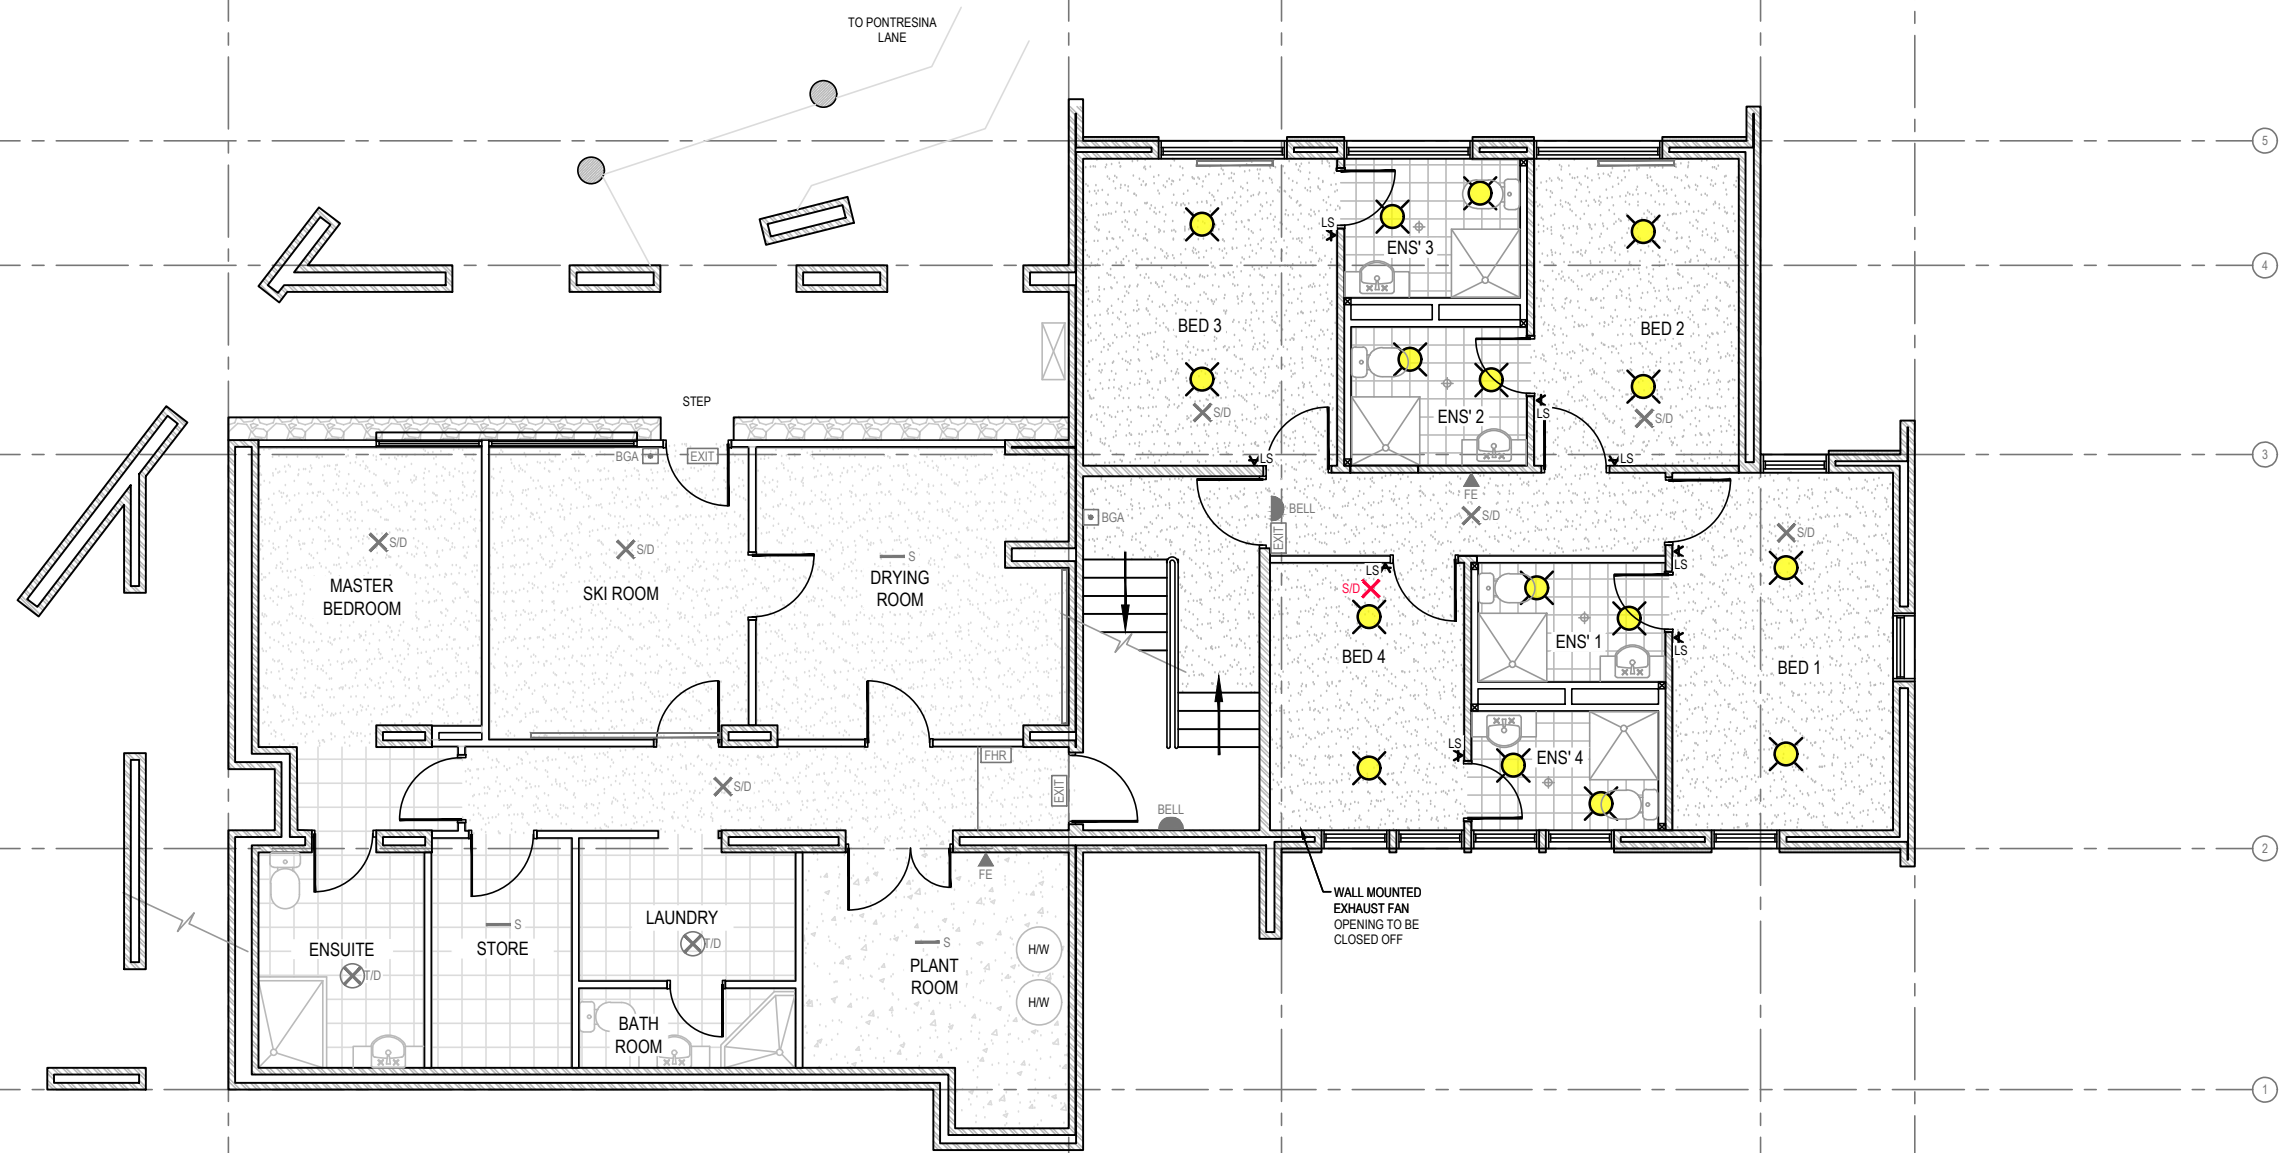 TO PONTRESINA
LANE
5
4
3
2
1
STEP
BGA
EXIT
S/D
MASTER
BEDROOM
S/D
SKI ROOM
S
DRYING
ROOM
S/D
FHR
EXIT
BELL
ENSUITE
T/D
S
STORE
LAUNDRY
T/D
BATH
ROOM
S
PLANT
ROOM
FE
H/W
H/W
BED 3
S/D
LS
LS
ENS' 3
ENS' 2
LS
BED 2
S/D
LS
BGA
BELL
EXIT
FE
S/D
LS
S/D
BED 4
LS
ENS' 1
LS
LS
ENS' 4
S/D
BED 1
WALL MOUNTED
EXHAUST FAN
OPENING TO BE
CLOSED OFF